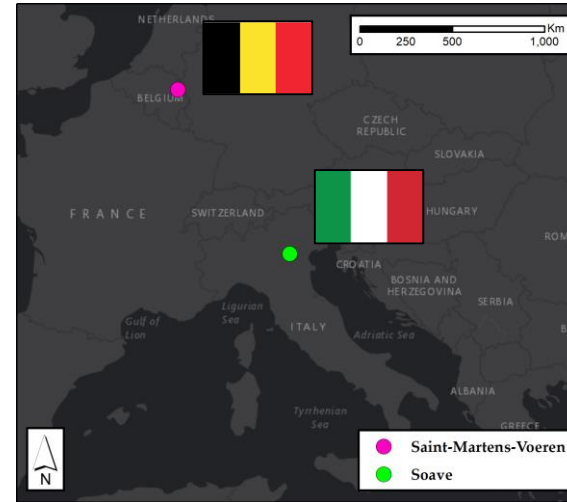 NETHERLANDS
Km
0 250 500 1,000
BELGIUM
CZECH
REPUBLIC
SLOVAKIA
FRANCE
SWITZERLAND
HUNGARY
ROM
CROATIA
BOSNIA AND
HERZEGOVINA
SERBIA
Ligurian
Sea
Gulf of
Lion
ITALY
Adriatic Sea
B
ALBANIA
Tyrrhenian
Sea
GREECE
N
Saint-Martens-Voeren
Soave